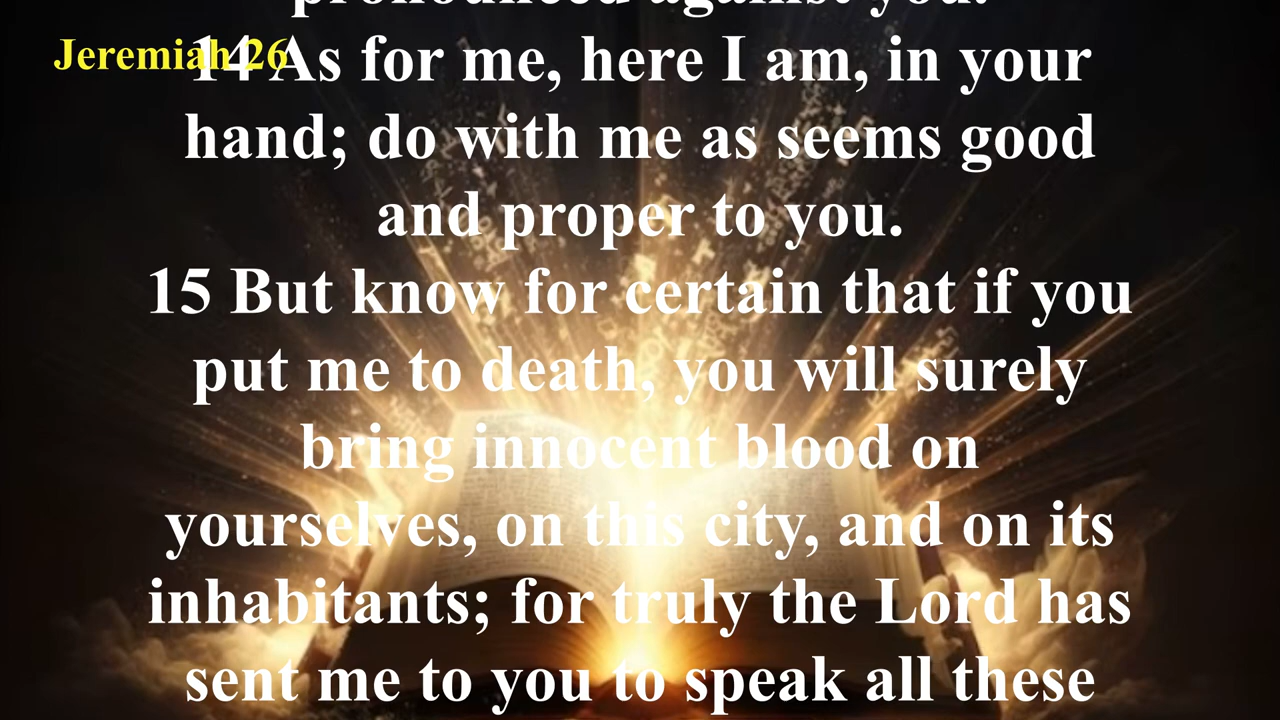 pronounced against you.
Jeremiah 26
14 As for me, here I am, in your
hand; do with me as seems good
and proper to you.
15 But know for certain that if you
put me to death, you will surely
bring innocent blood on
yourselves, on this city, and on its
inhabitants; for truly the Lord has
sent me to you to speak all these